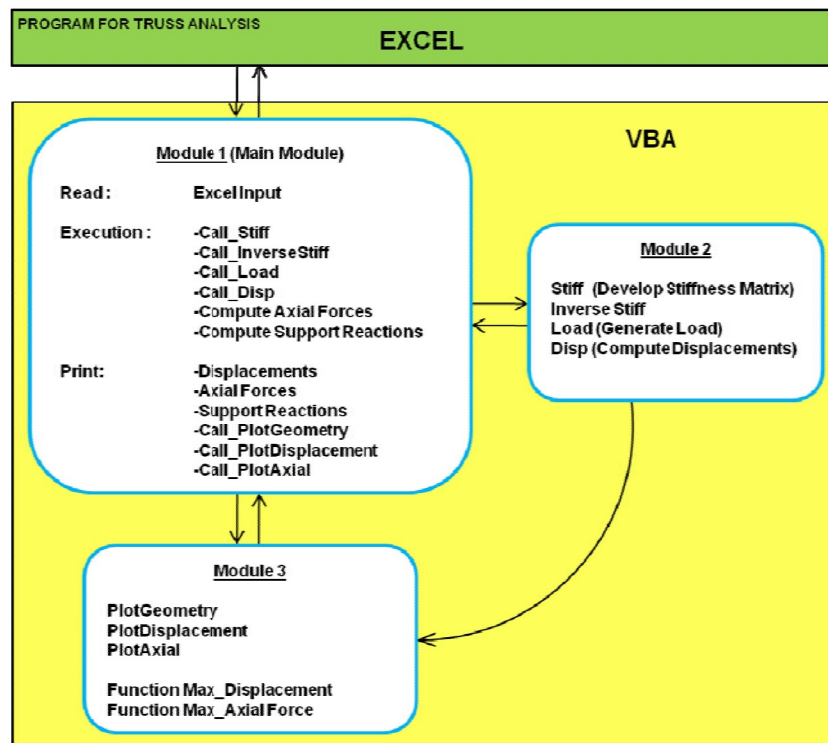 PROGRAM FOR TRUSS ANALYSIS
EXCEL
VBA
Module 1 (Main Module)
Read : Excel Input
Execution : -Call_Stiff
-Call_InverseStiff
-Call_Load
-Call_Disp
-Compute Axial Forces
-Compute Support Reactions
Print: -Displacements
-Axial Forces
-Support Reactions
-Call_PlotGeometry
-Call_PlotDisplacement
-Call_PlotAxial
Module 2
Stiff (Develop Stiffness Matrix)
Inverse Stiff
Load (Generate Load)
Disp (Compute Displacements)
Module 3
PlotGeometry
PlotDisplacement
PlotAxial
Function Max_Displacement
Function Max_Axial Force